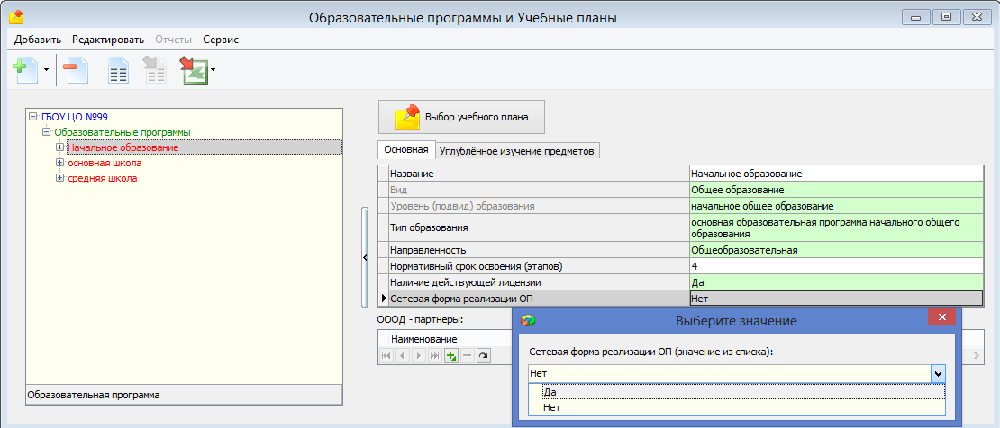 Образовательные программы и Учебные планы
Добавить Редактировать Отчеты Сервис
ГБОУ ЦО №99
Образовательные программы
Начальное образование
основная школа
средняя школа
Образовательная программа
Выбор учебного плана
Основная Углублённое изучение предметов
Название Начальное образование
Вид Общее образование
Уровень (подвид) образования начальное общее образование
Тип образования основная образовательная программа начального общего
образования
Направленность Общеобразовательная
Нормативный срок освоения (этапов) 4
Наличие действующей лицензии Да
Сетевая форма реализации ОП Нет
ОООД - партнеры:
Наименование
Выберите значение
Сетевая форма реализации ОП (значение из списка):
Нет
Да
Нет